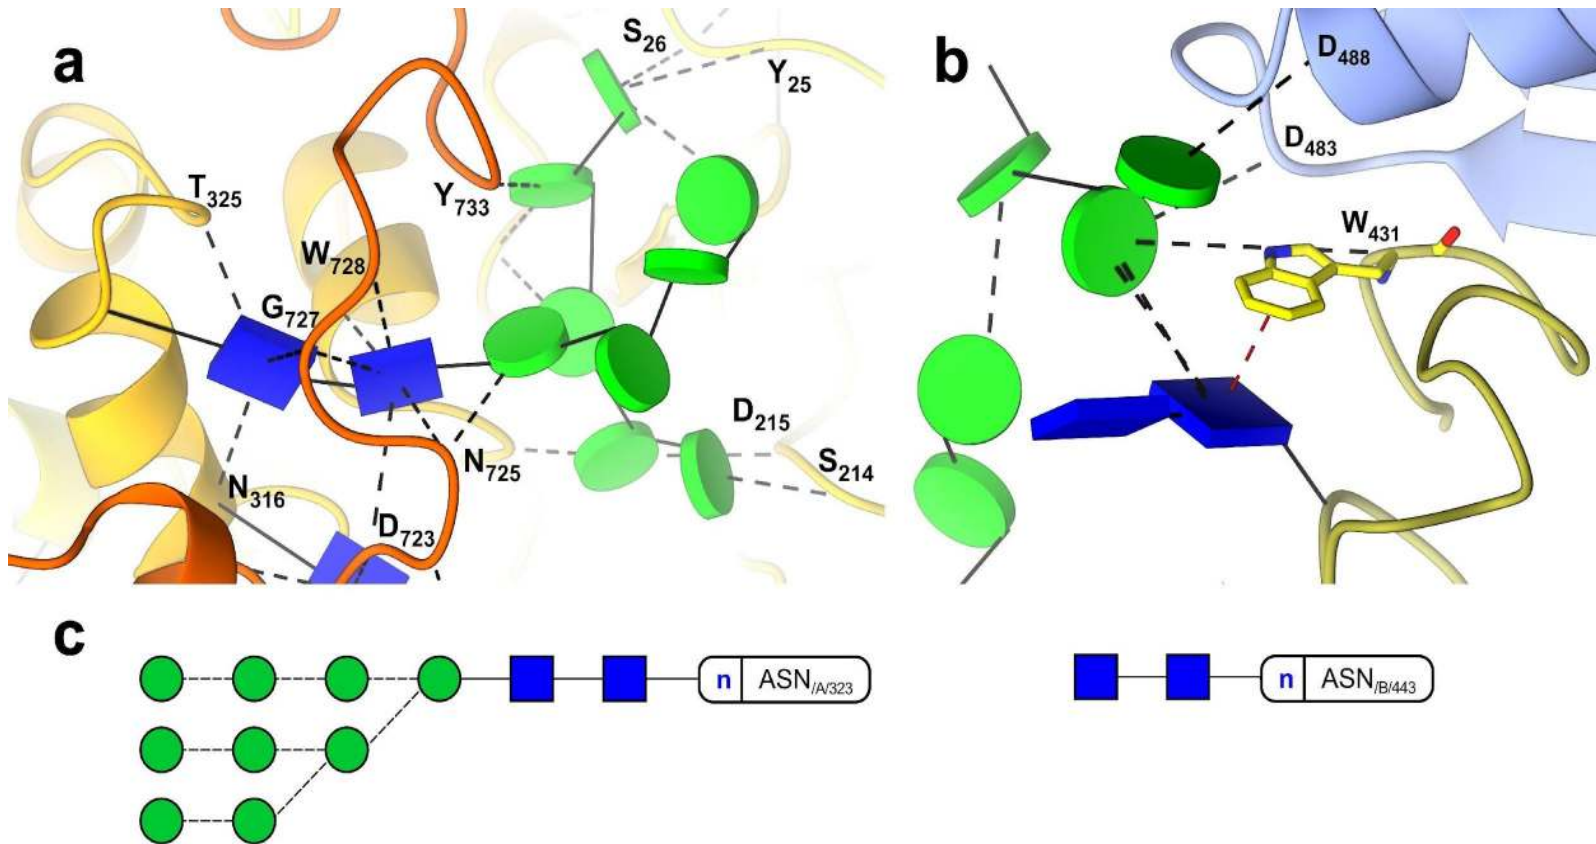 a
S26
Y25
T325
Y733
W728
G727
D215
N725
S214
N316
D723
b
D488
D483
W431
c
n ASN/A/323
n ASN/B/443